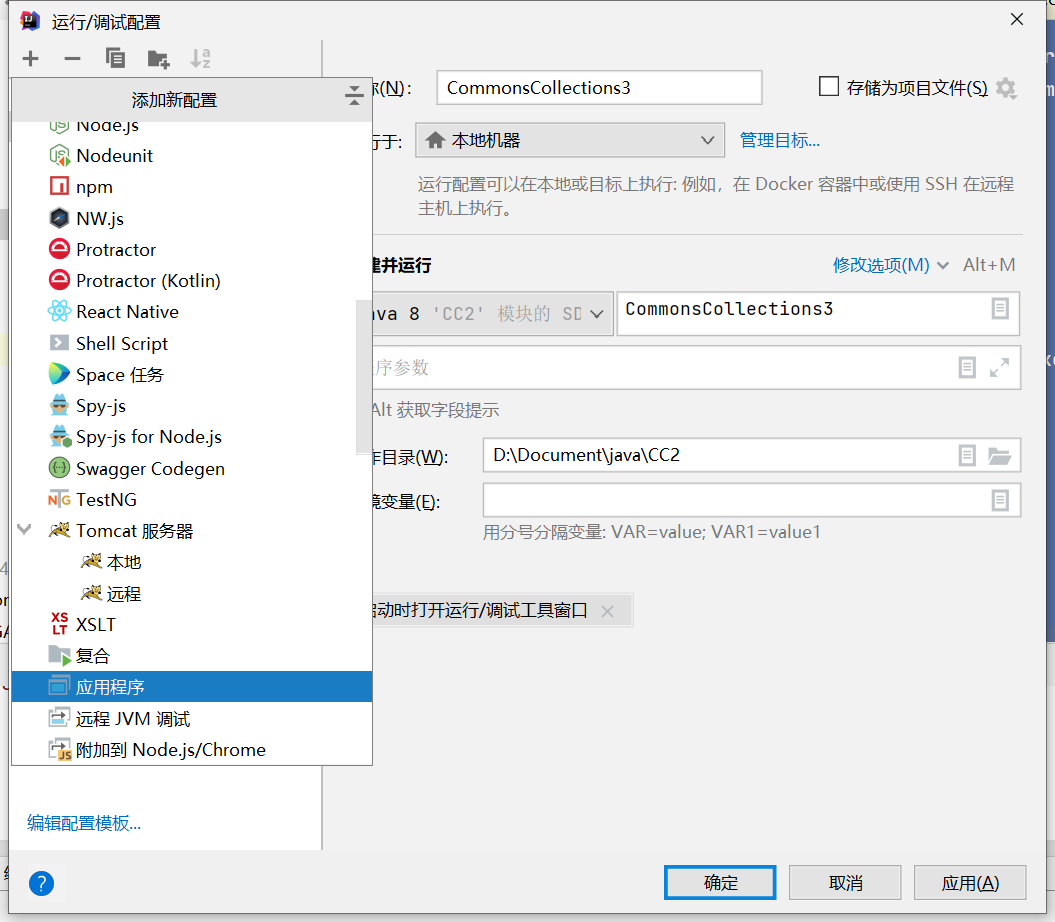 运行/调试配置
添加新配置
Node.js
Nodeunit
npm
NW.js
Protractor
Protractor (Kotlin)
React Native
Shell Script
Space 任务
Spy-js
Spy-js for Node.js
Swagger Codegen
TestNG
Tomcat 服务器
本地
远程
XSLT
复合
应用程序
远程 JVM 调试
附加到 Node.js/Chrome
编辑配置模板...
(N): CommonsCollections3 存储为项目文件(S)
于: 本地机器 管理目标...
运行配置可以在本地或目标上执行: 例如，在 Docker 容器中或使用 SSH 在远程
主机上执行。
并运行 修改选项(M) Alt+M
ava 8 'CC2' 模块的 SD CommonsCollections3
序参数
Alt 获取字段提示
作目录(W): D:\Document\java\CC2
境变量(E):
用分号分隔变量: VAR=value; VAR1=value1
启动时打开运行/调试工具窗口
确定 取消 应用(A)